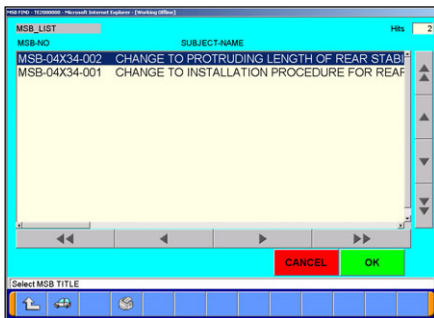 MSB FIND - TE2000000 - Microsoft Internet Explorer - [Working Offline]
MSB_LIST Hits 2
MSB-NO SUBJECT-NAME
MSB-04X34-002 CHANGE TO PROTRUDING LENGTH OF REAR STABI
MSB-04X34-001 CHANGE TO INSTALLATION PROCEDURE FOR REAR
CANCEL OK
Select MSB TITLE